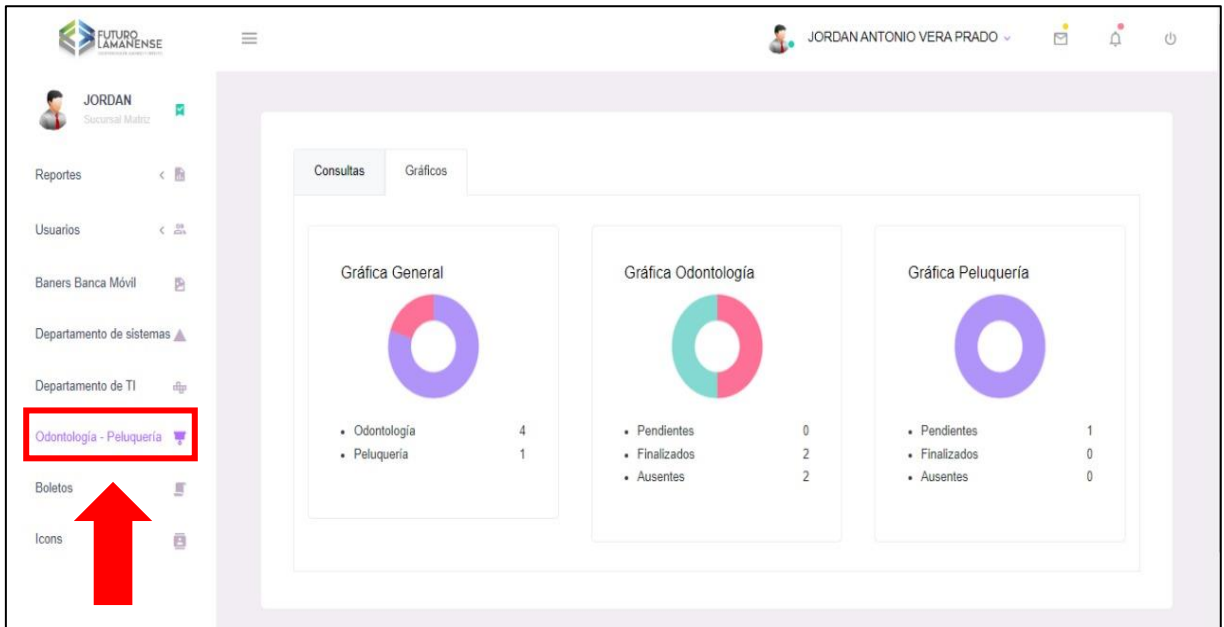 FUTURO
LAMANENSE
JORDAN ANTONIO VERA PRADO
JORDAN
Sucursal Matriz
Reportes
Usuarios
Baners Banca Móvil
Departamento de sistemas
Departamento de TI
Odontología - Peluquería
Boletos
Icons
Consultas Gráficos
Gráfica General
Odontología 4
Peluquería 1
Gráfica Odontología
Pendientes 0
Finalizados 2
Ausentes 2
Gráfica Peluquería
Pendientes 1
Finalizados 0
Ausentes 0